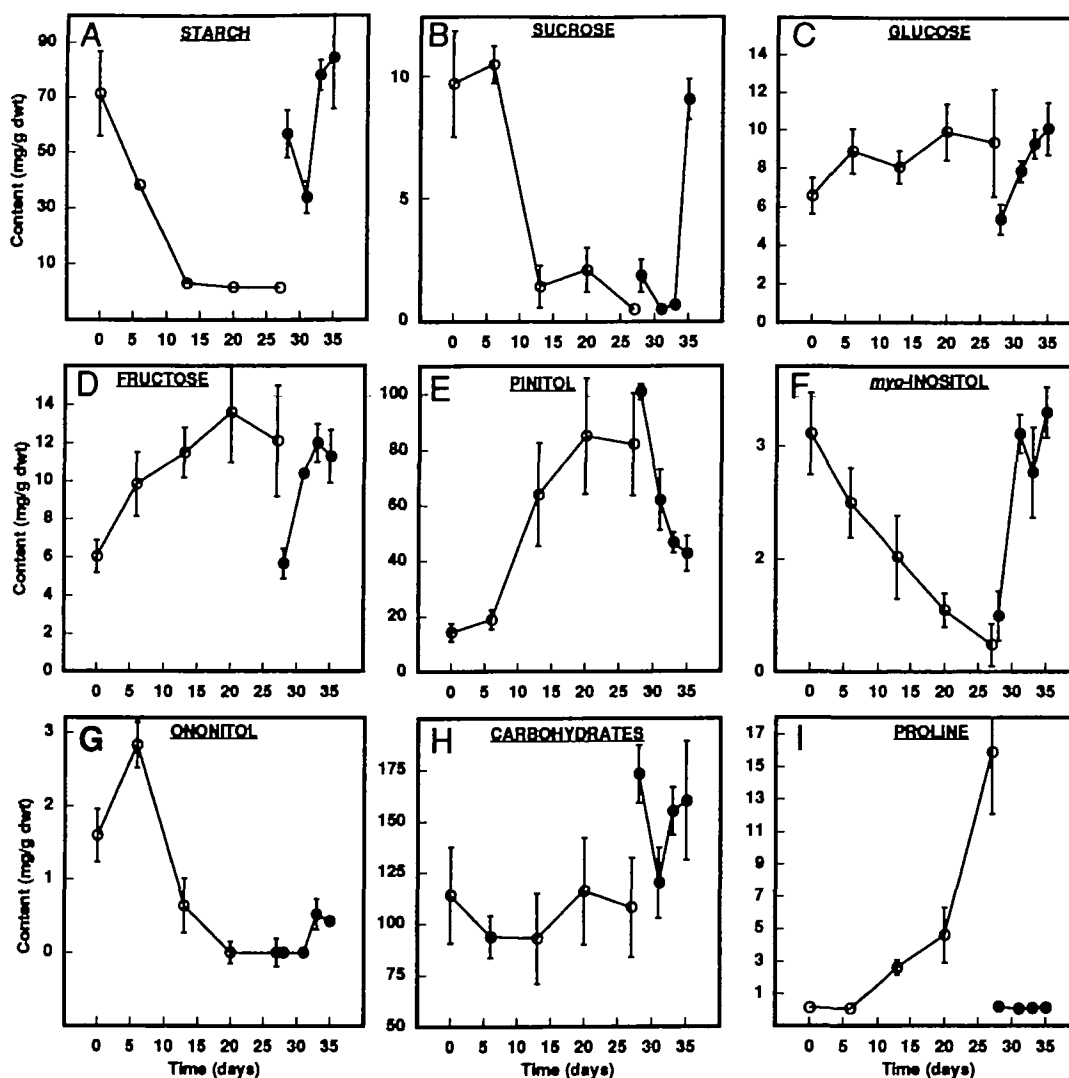 A STARCH
Content (mg/g dwt)
90
70
50
30
10
0 5 10 15 20 25 30 35
B SUCROSE
10
5
0
0 5 10 15 20 25 30 35
C GLUCOSE
14
12
10
8
6
4
2
0
0 5 10 15 20 25 30 35
D FRUCTOSE
Content (mg/g dwt)
14
12
10
8
6
4
2
0
0 5 10 15 20 25 30 35
E PINITOL
100
80
60
40
20
0
0 5 10 15 20 25 30 35
F myo-INOSITOL
3
2
0
0 5 10 15 20 25 30 35
G ONONITOL
Content (mg/g dwt)
3
2
1
0
0 5 10 15 20 25 30 35
Time (days)
H CARBOHYDRATES
175
150
125
100
75
50
0 5 10 15 20 25 30 35
Time (days)
I PROLINE
17
15
13
11
9
7
5
3
1
0 5 10 15 20 25 30 35
Time (days)